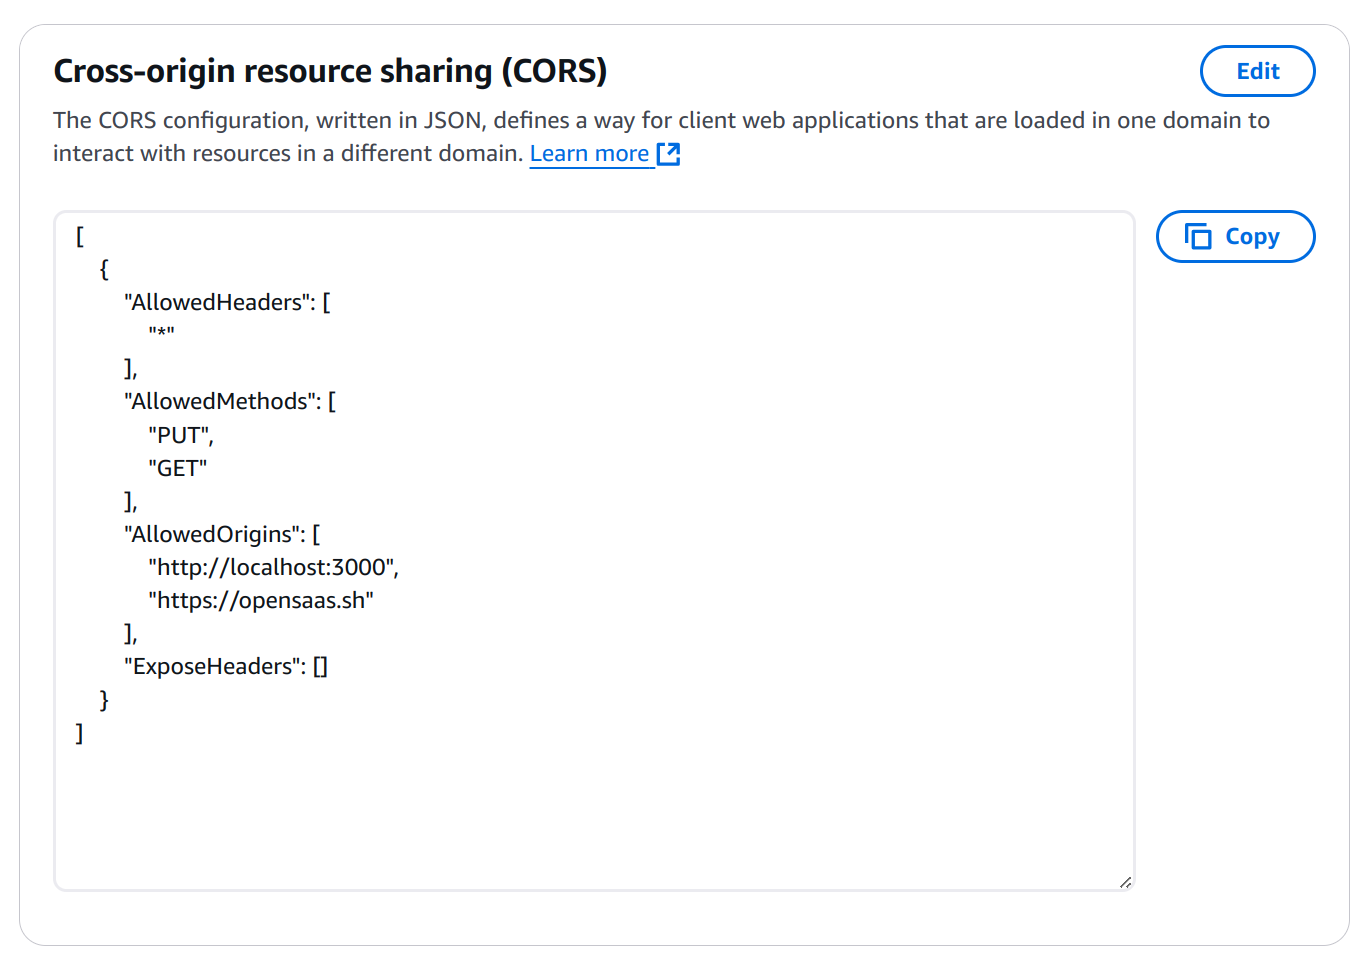 Cross-origin resource sharing (CORS)
Edit
The CORS configuration, written in JSON, defines a way for client web applications that are loaded in one domain to
interact with resources in a different domain. Learn more
Copy
[
  {
    "AllowedHeaders": [
      "*"
    ],
    "AllowedMethods": [
      "PUT",
      "GET"
    ],
    "AllowedOrigins": [
      "http://localhost:3000",
      "https://opensaas.sh"
    ],
    "ExposeHeaders": []
  }
]